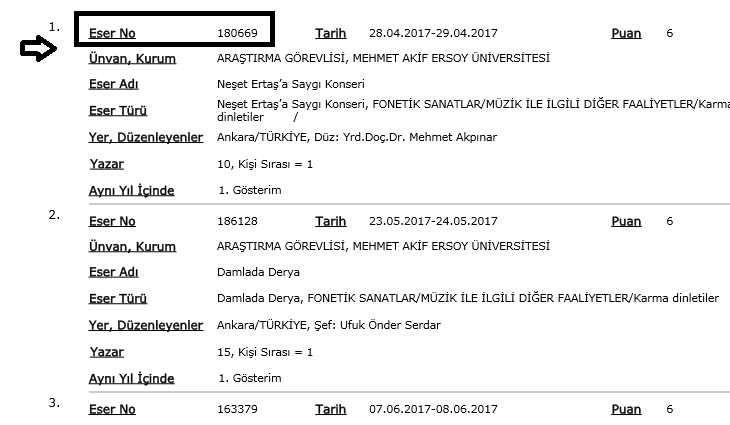 1. Eser No 180669 Tarih 28.04.2017-29.04.2017 Puan 6
Ünvan, Kurum ARAŞTIRMA GÖREVLİSİ, MEHMET AKİF ERSOY ÜNİVERSİTESİ
Eser Adı Neşet Ertaş’a Saygı Konseri
Eser Türü Neşet Ertaş’a Saygı Konseri, FONETİK SANATLAR/MÜZİK İLE İLGİLİ DİĞER FAALİYETLER/Karma
dinletiler /
Yer, Düzenleyenler Ankara/TÜRKİYE, Düz: Yrd.Doç.Dr. Mehmet Akpınar
Yazar 10, Kişi Sırası = 1
Aynı Yıl İçinde 1. Gösterim
2. Eser No 186128 Tarih 23.05.2017-24.05.2017 Puan 6
Ünvan, Kurum ARAŞTIRMA GÖREVLİSİ, MEHMET AKİF ERSOY ÜNİVERSİTESİ
Eser Adı Damlada Derya
Eser Türü Damlada Derya, FONETİK SANATLAR/MÜZİK İLE İLGİLİ DİĞER FAALİYETLER/Karma dinletiler
Yer, Düzenleyenler Ankara/TÜRKİYE, Şef: Ufuk Önder Serdar
Yazar 15, Kişi Sırası = 1
Aynı Yıl İçinde 1. Gösterim
3. Eser No 163379 Tarih 07.06.2017-08.06.2017 Puan 6